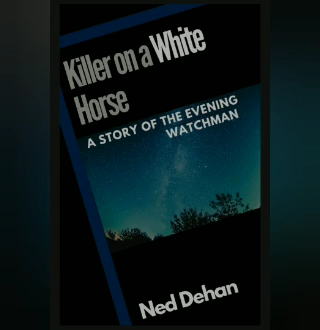 Killer on a White
Horse
A STORY OF THE EVENING
WATCHMAN
Ned Dehan